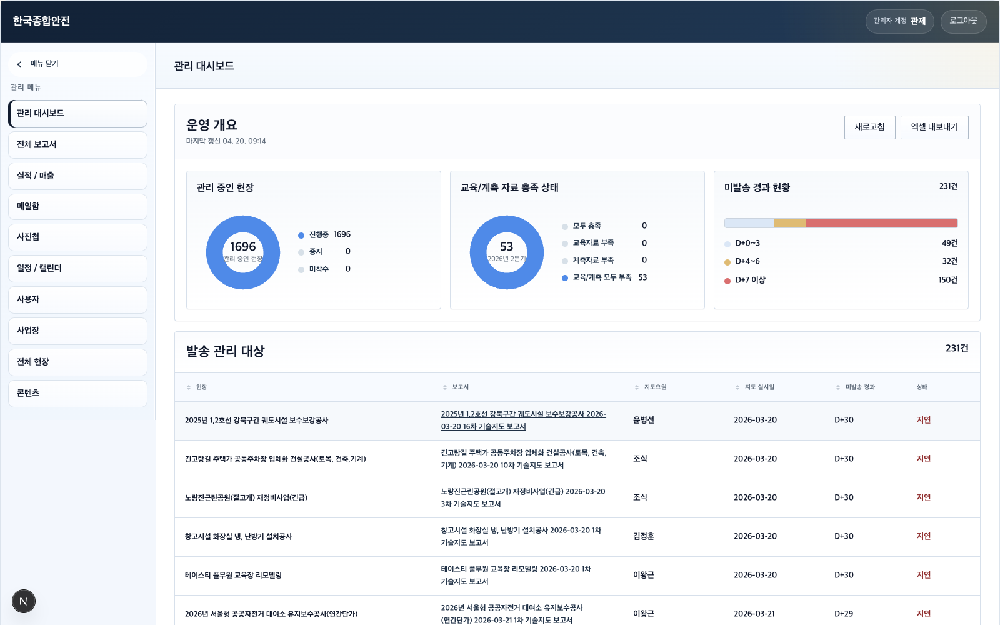 한국종합안전
관리자 계정 관제
로그아웃
메뉴 닫기
관리 메뉴
관리 대시보드
전체 보고서
실적 / 매출
메일함
사진첩
일정 / 캘린더
사용자
사업장
전체 현장
콘텐츠
N
관리 대시보드
운영 개요
마지막 갱신 04. 20. 09:14
새로고침
엑셀 내보내기
관리 중인 현장
1696
관리 중인 현장
진행중 1696
중지 0
미착수 0
교육/계측 자료 충족 상태
53
2026년 2분기
모두 충족 0
교육자료 부족 0
계측자료 부족 0
교육/계측 모두 부족 53
미발송 경과 현황 231건
D+0~3 49건
D+4~6 32건
D+7 이상 150건
발송 관리 대상 231건
현장 보고서 지도요원 지도 실시일 미발송 경과 상태
2025년 1,2호선 강북구간 궤도시설 보수보강공사
2025년 1,2호선 강북구간 궤도시설 보수보강공사 2026-
03-20 16차 기술지도 보고서
윤병선 2026-03-20 D+30 지연
긴고랑길 주택가 공동주차장 입체화 건설공사(토목, 건축,기계)
긴고랑길 주택가 공동주차장 입체화 건설공사(토목, 건축,
기계) 2026-03-20 10차 기술지도 보고서
조식 2026-03-20 D+30 지연
노량진근린공원(절고개) 재정비사업(긴급)
노량진근린공원(절고개) 재정비사업(긴급) 2026-03-20
3차 기술지도 보고서
조식 2026-03-20 D+30 지연
창고시설 화장실 냉, 난방기 설치공사
창고시설 화장실 냉, 난방기 설치공사 2026-03-20 1차
기술지도 보고서
김정훈 2026-03-20 D+30 지연
테이스티 풀무원 교육장 리모델링
테이스티 풀무원 교육장 리모델링 2026-03-20 1차
기술지도 보고서
이왕근 2026-03-20 D+30 지연
2026년 서울형 공공자전거 대여소 유지보수공사(연간단가)
2026년 서울형 공공자전거 대여소 유지보수공사
(연간단가) 2026-03-21 1차 기술지도 보고서
이왕근 2026-03-21 D+29 지연